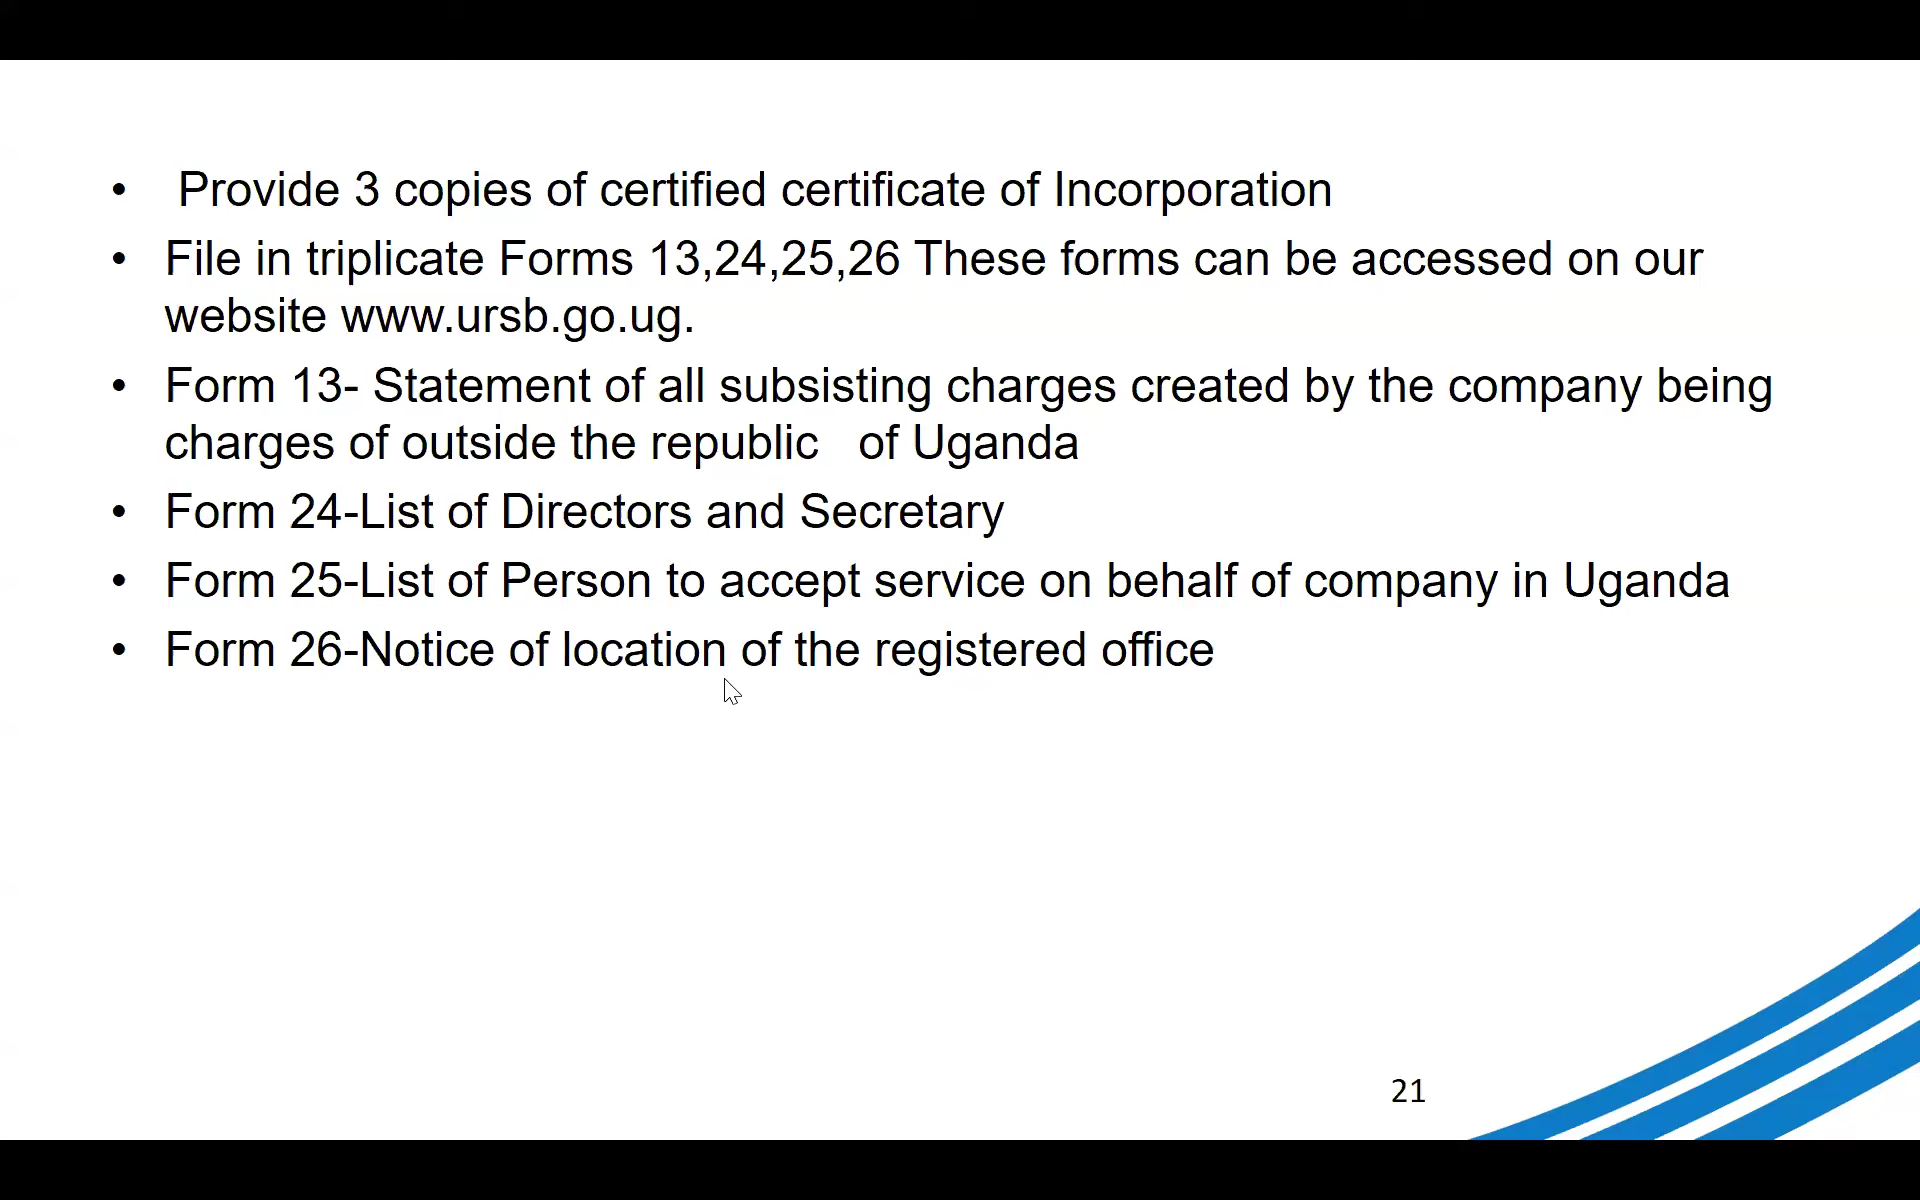 • Provide 3 copies of certified certificate of Incorporation
• File in triplicate Forms 13,24,25,26 These forms can be accessed on our
website www.ursb.go.ug.
• Form 13- Statement of all subsisting charges created by the company being
charges of outside the republic   of Uganda
• Form 24-List of Directors and Secretary
• Form 25-List of Person to accept service on behalf of company in Uganda
• Form 26-Notice of location of the registered office
21